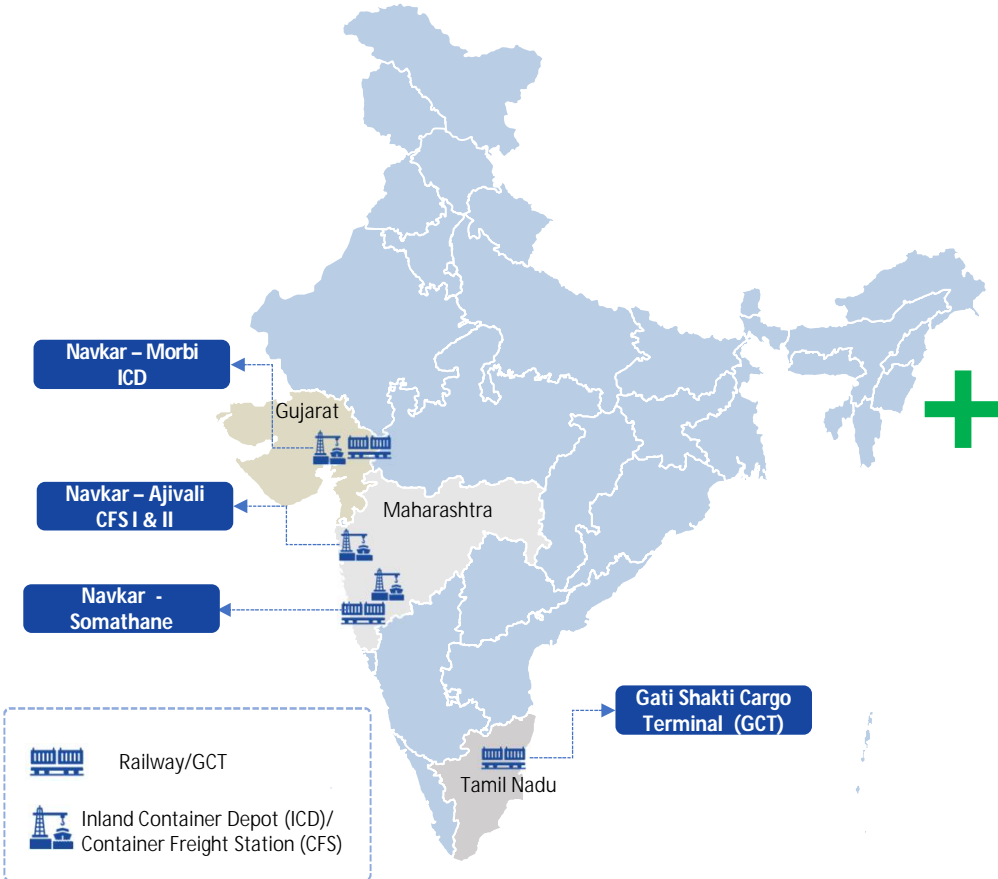 Navkar – Morbi
ICD
Gujarat
Navkar – Ajivali
CFS I & II
Maharashtra
Navkar -
Somathane
Gati Shakti Cargo
Terminal (GCT)
Tamil Nadu
Railway/GCT
Inland Container Depot (ICD)/
Container Freight Station (CFS)